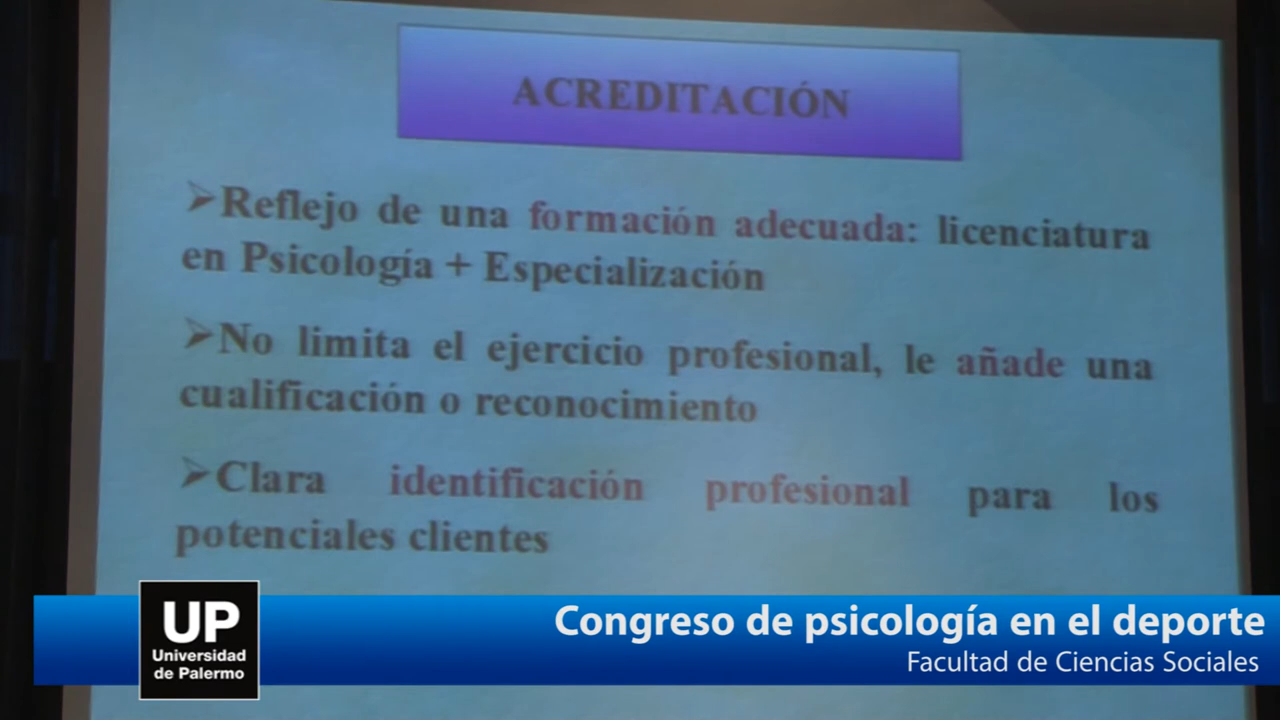 ACREDITACIÓN
➢Reflejo de una formación adecuada: licenciatura
en Psicología + Especialización
➢No limita el ejercicio profesional, le añade una
cualificación o reconocimiento
➢Clara identificación profesional para los
potenciales clientes
UP
Universidad
de Palermo
Congreso de psicología en el deporte
Facultad de Ciencias Sociales